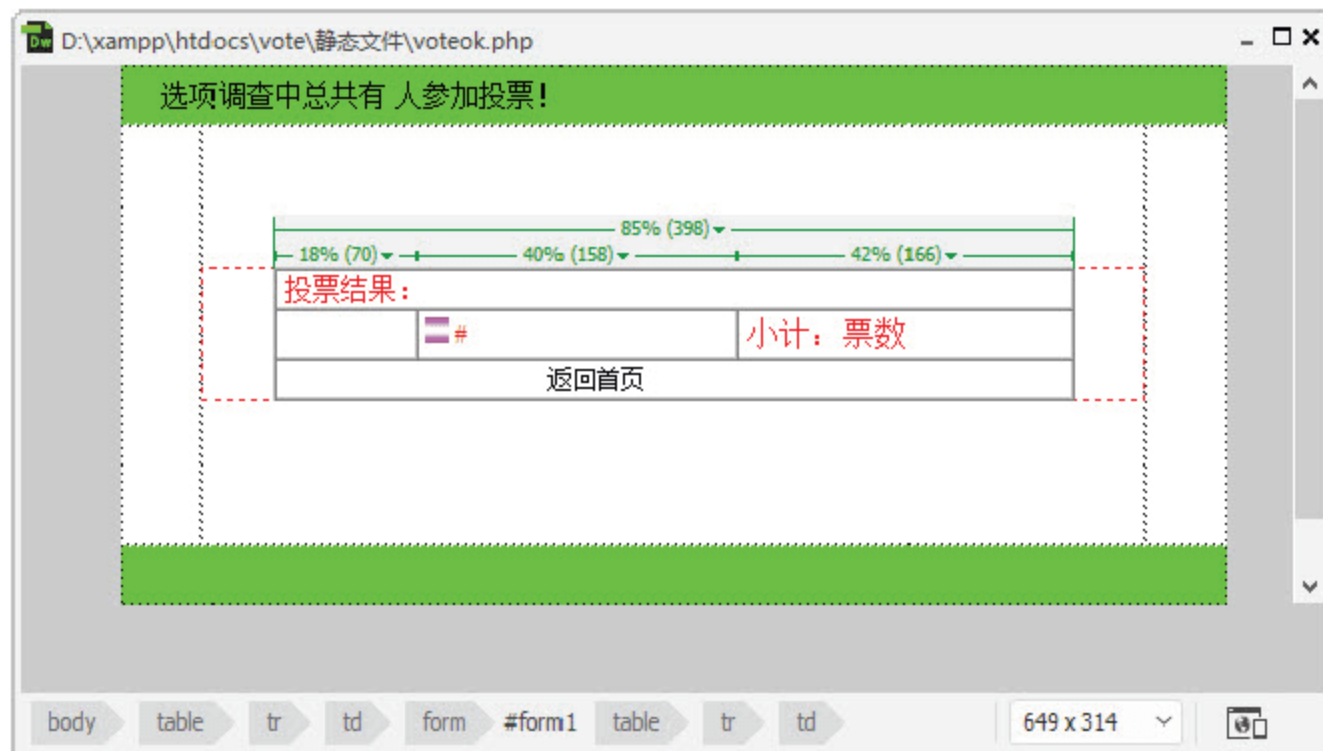 Dw D:\xampp\htdocs\vote\静态文件\voteok.php
选项调查中总共有 人参加投票!
85% (398)
18% (70) 40% (158) 42% (166)
投票结果：
# 小计：票数
返回首页
body table tr td form #form1 table tr td 649 x 314